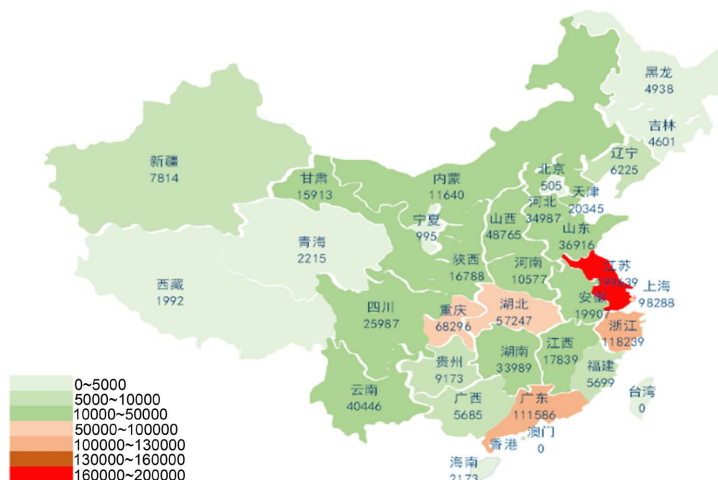 黑龙
4938
吉林
4601
辽宁
6225
新疆
7814
甘肃
15913
内蒙
11640
北京
505
天津
20345
河北
34987
宁夏
995
山西
48765
山东
36916
青海
2215
陕西
16788
河南
10577
江苏
西藏
1992
安徽
19907
上海
98288
四川
25987
重庆
68296
湖北
57247
浙江
118239
贵州
9173
湖南
33989
江西
17839
福建
5699
云南
40446
广西
5685
广东
111586
台湾
0
香港
澳门
0
海南
2173
0~5000
5000~10000
10000~50000
50000~100000
100000~130000
130000~160000
160000~200000